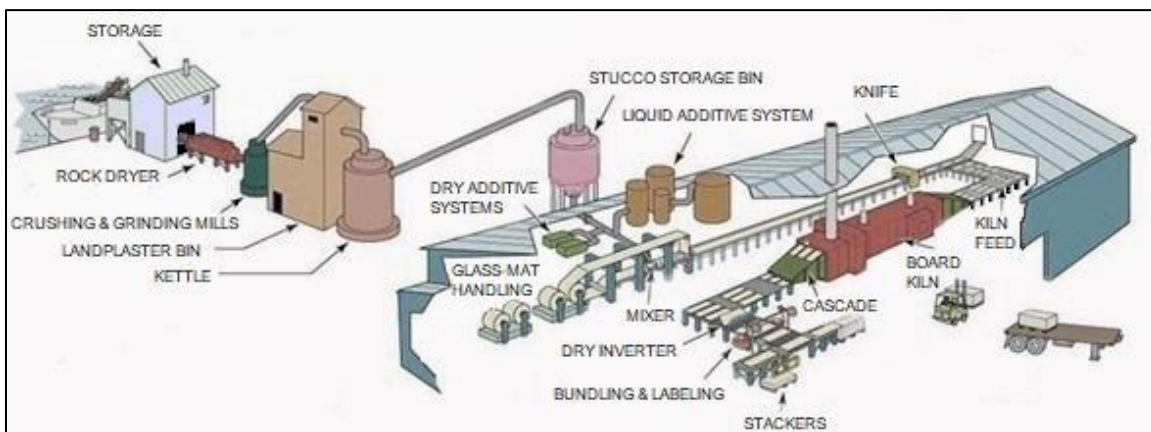 STORAGE
ROCK DRYER
CRUSHING & GRINDING MILLS
LANDPLASTER BIN
KETTLE
STUCCO STORAGE BIN
LIQUID ADDITIVE SYSTEM
DRY ADDITIVE
SYSTEMS
GLASS-MAT
HANDLING
MIXER
KNIFE
KILN
FEED
BOARD
KILN
CASCADE
DRY INVERTER
BUNDLING & LABELING
STACKERS